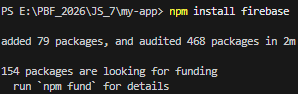 PS E:\PBF_2026\JS_7\my-app> npm install firebase
added 79 packages, and audited 468 packages in 2m
154 packages are looking for funding
run `npm fund` for details